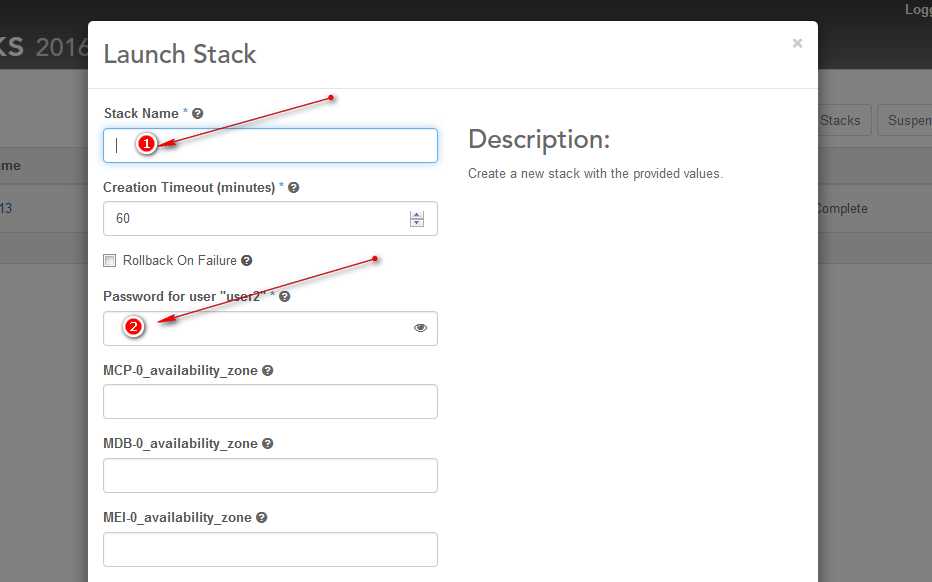 Logg
KS 2016
Launch Stack
×
Stack Name * ?
1
Description:
Stacks
Suspen
Create a new stack with the provided values.
me
Creation Timeout (minutes) * ?
13
60
Complete
Rollback On Failure ?
Password for user "user2" * ?
2
MCP-0_availability_zone ?
MDB-0_availability_zone ?
MEI-0_availability_zone ?